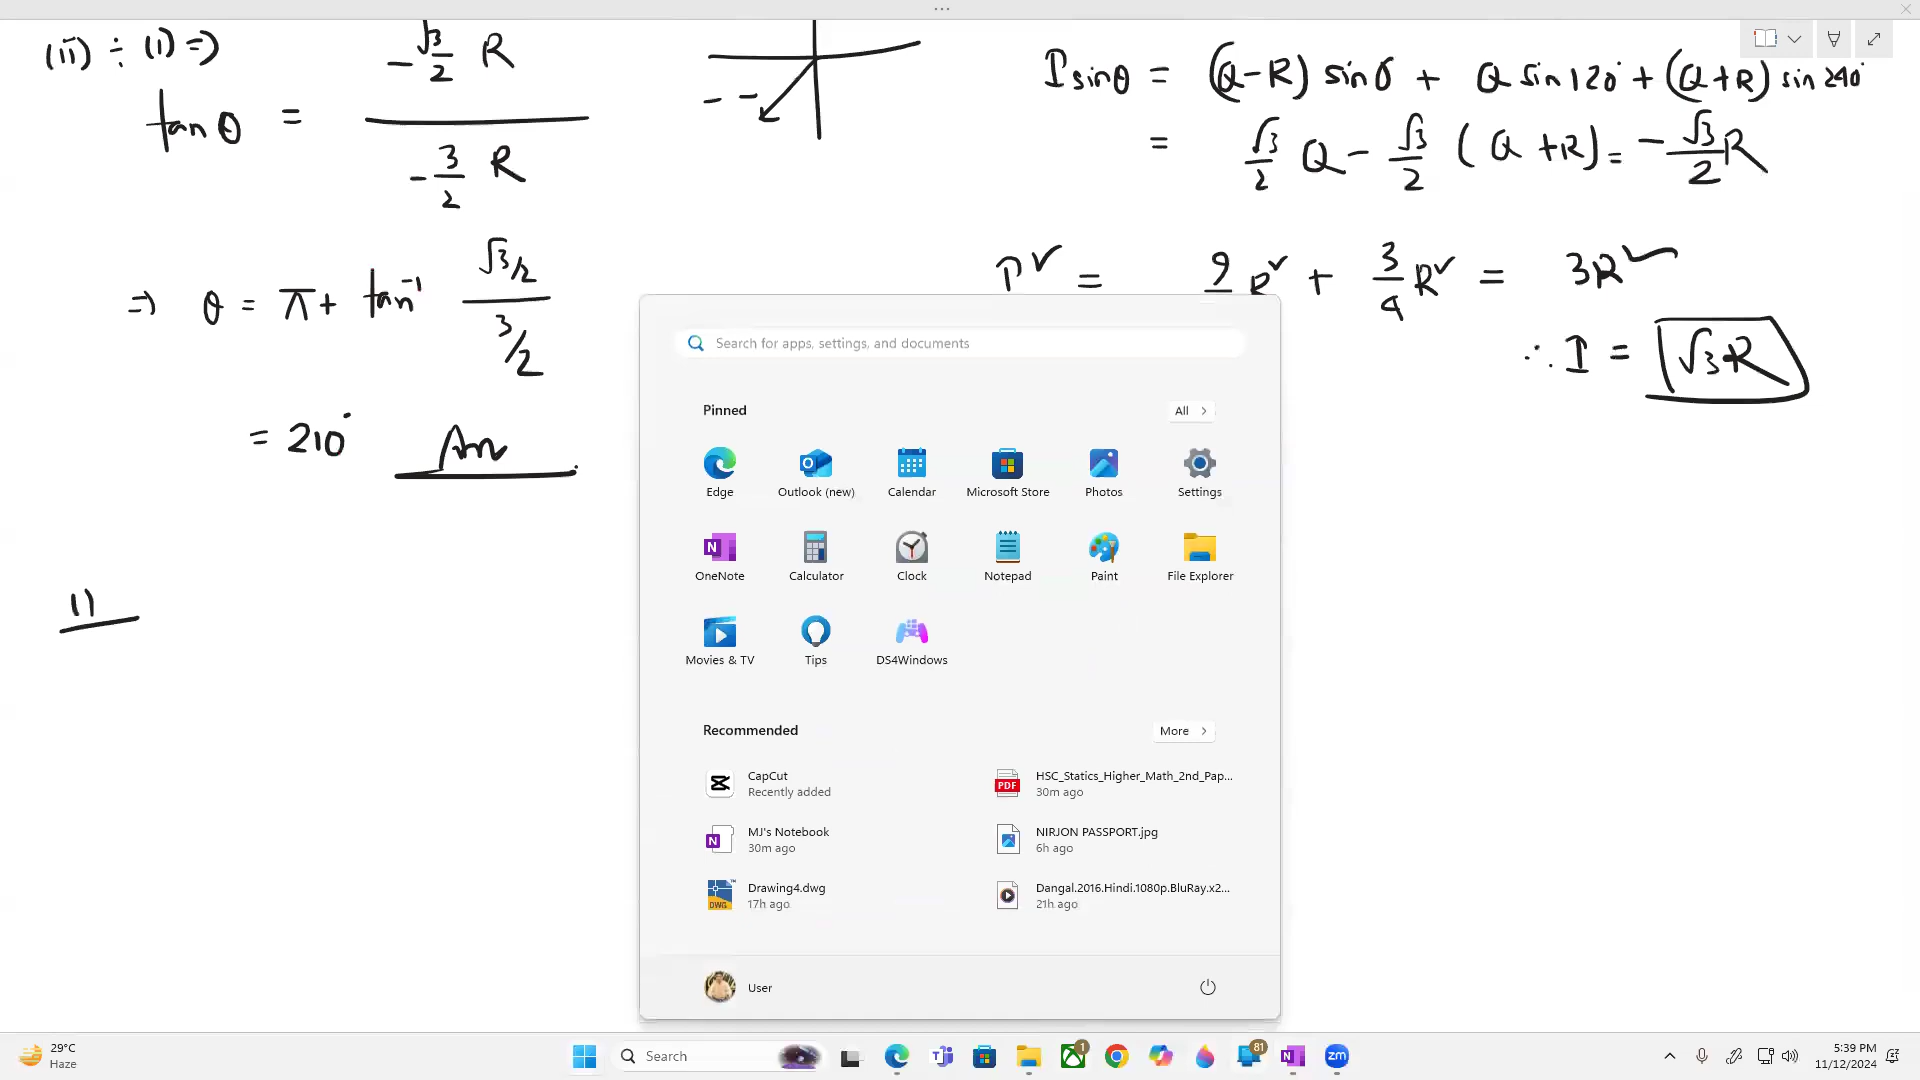 (ii) ÷ (i) ⇒
- √3/2 R
tan θ =
- 3/2 R
⇒ θ = π + tan⁻¹ √3/2 / 3/2
= 210°
Ans
11
I sinθ = (Q-R) sin0 + Q sin120° + (Q+R) sin240°
= √3/2 Q - √3/2 (Q+R) = - √3/2 R
= 9 R² + 3/4 R² = 3R²
∴ I = √3R
Search for apps, settings, and documents
Pinned
All
Edge
Outlook (new)
Calendar
Microsoft Store
Photos
Settings
OneNote
Calculator
Clock
Notepad
Paint
File Explorer
Movies & TV
Tips
DS4Windows
Recommended
More
CapCut
Recently added
HSC_Statics_Higher_Math_2nd_Pap...
30m ago
MJ's Notebook
30m ago
NIRJON PASSPORT.jpg
6h ago
Drawing4.dwg
17h ago
Dangal.2016.Hindi.1080p.BluRay.x2...
21h ago
User
29°C
Haze
Search
1
81
zm
5:39 PM
11/12/2024